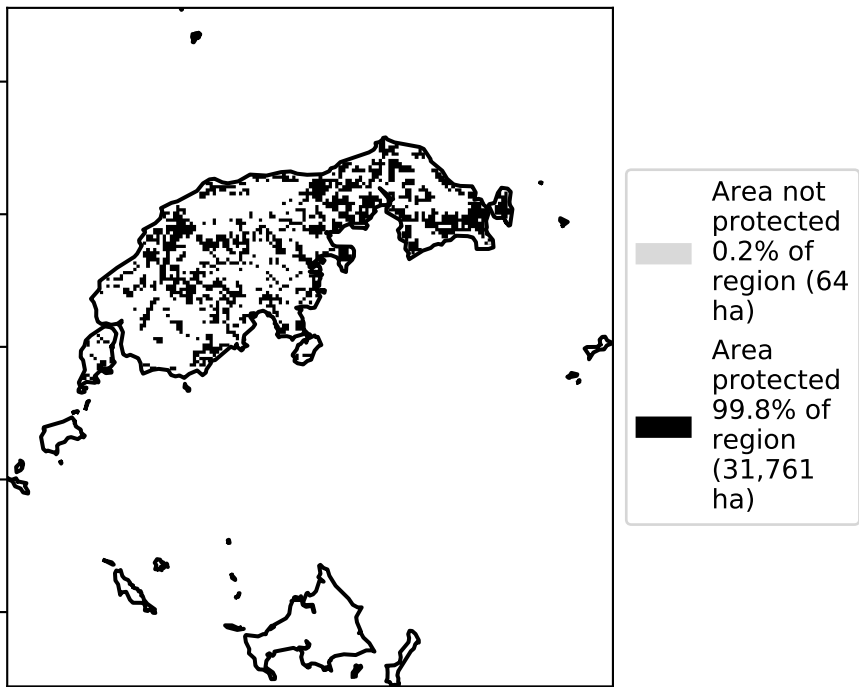 Area not
protected
0.2% of
region (64
ha)
Area
protected
99.8% of
region
(31,761
ha)